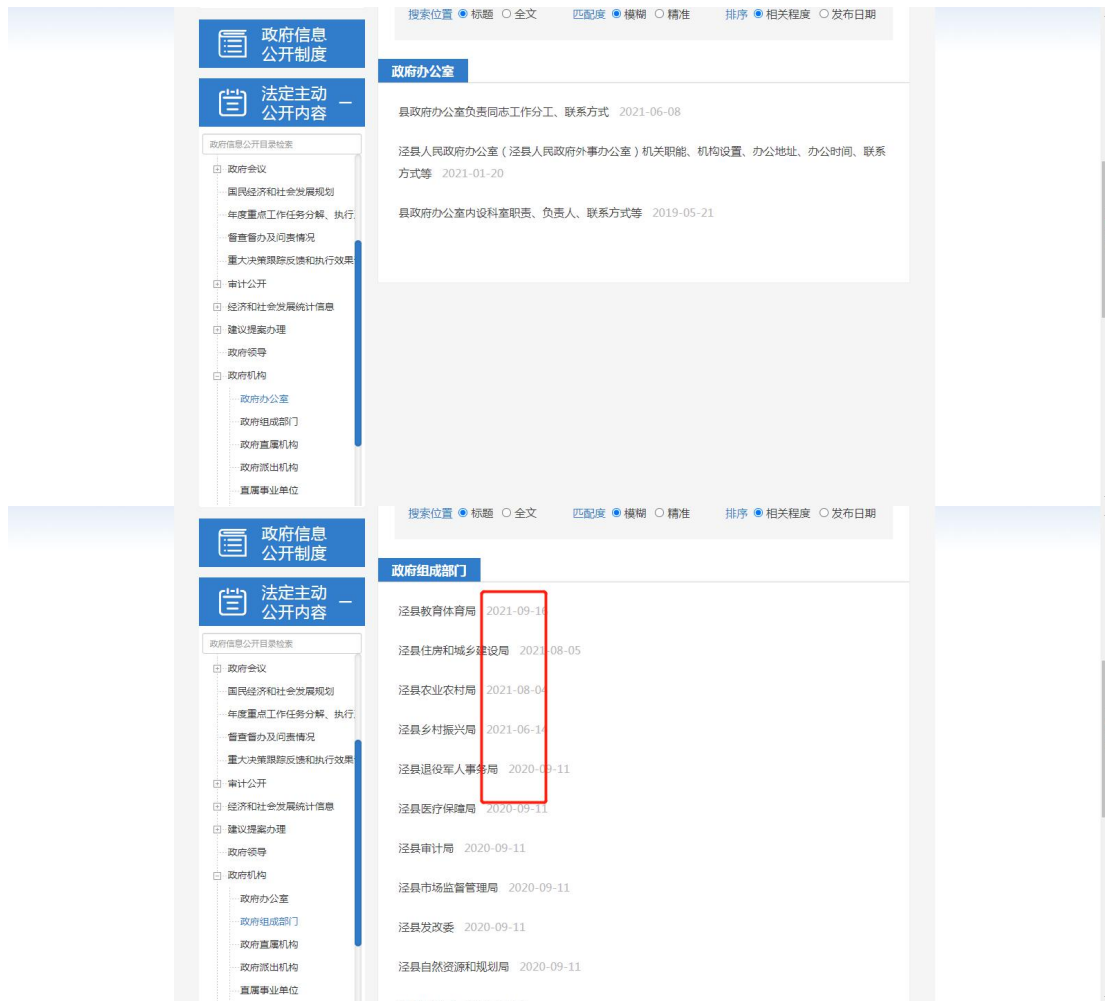 搜索位置 标题 全文 匹配度 模糊 精准 排序 相关程度 发布日期
政府信息
公开制度
法定主动
公开内容
政府信息公开目录检索
政府会议
国民经济和社会发展规划
年度重点工作任务分解、执行
督查督办及问责情况
重大决策跟踪反馈和执行效果
审计公开
经济和社会发展统计信息
建议提案办理
政府领导
政府机构
政府办公室
政府组成部门
政府直属机构
政府派出机构
直属事业单位
政府办公室
县政府办公室负责同志工作分工、联系方式 2021-06-08
泾县人民政府办公室（泾县人民政府外事办公室）机关职能、机构设置、办公地址、办公时间、联系
方式等 2021-01-20
县政府办公室内设科室职责、负责人、联系方式等 2019-05-21
搜索位置 标题 全文 匹配度 模糊 精准 排序 相关程度 发布日期
政府信息
公开制度
法定主动
公开内容
政府信息公开目录检索
政府会议
国民经济和社会发展规划
年度重点工作任务分解、执行
督查督办及问责情况
重大决策跟踪反馈和执行效果
审计公开
经济和社会发展统计信息
建议提案办理
政府领导
政府机构
政府办公室
政府组成部门
政府直属机构
政府派出机构
直属事业单位
政府组成部门
泾县教育体育局 2021-09-16
泾县住房和城乡建设局 2021-08-05
泾县农业农村局 2021-08-04
泾县乡村振兴局 2021-06-14
泾县退役军人事务局 2020-09-11
泾县医疗保障局 2020-09-11
泾县审计局 2020-09-11
泾县市场监督管理局 2020-09-11
泾县发改委 2020-09-11
泾县自然资源和规划局 2020-09-11